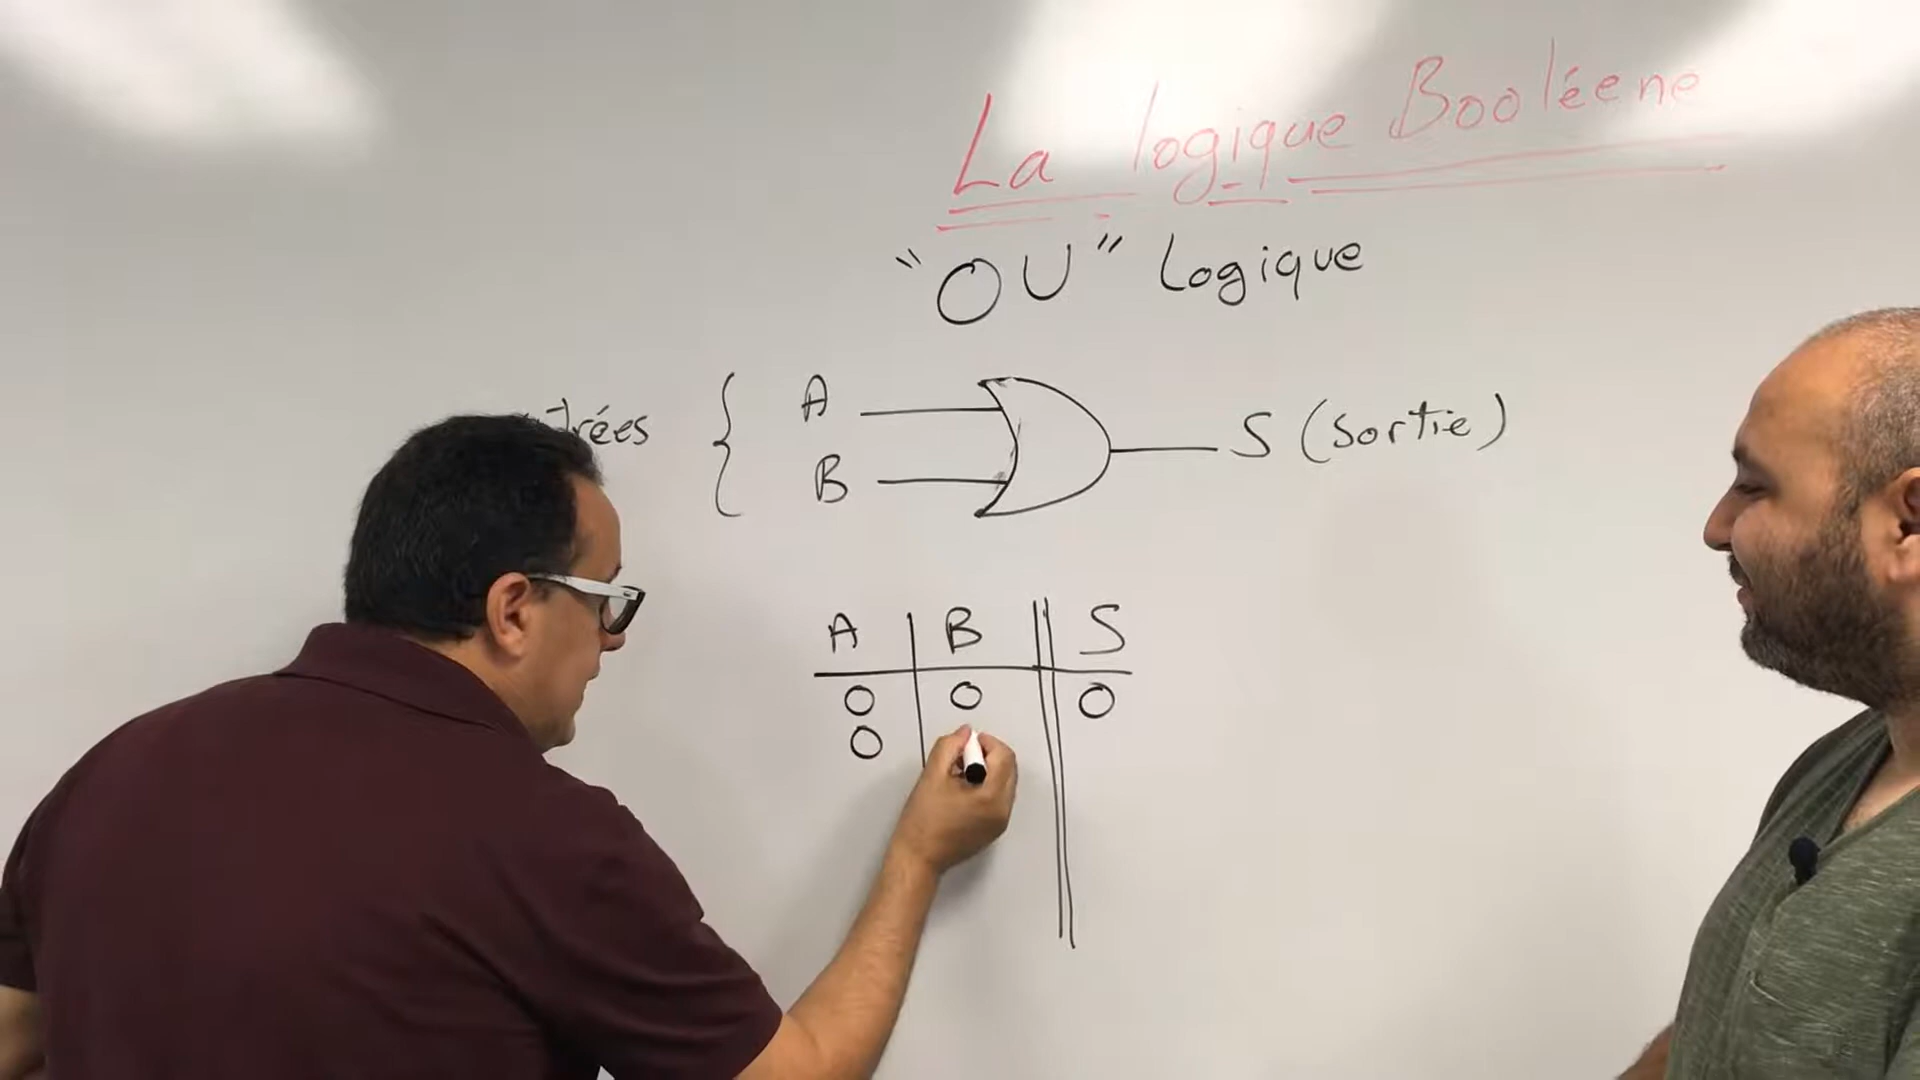 La logique Booléene
"OU" Logique
{ A
B
S (Sortie)
A B S
0 0 0
0